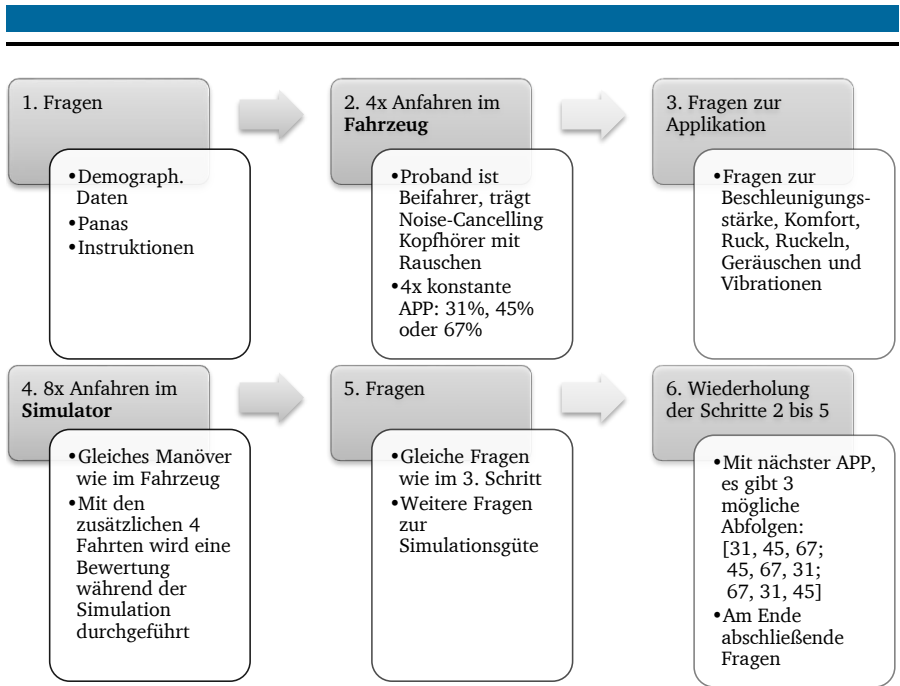 1. Fragen
•Demograph.
Daten
•Panas
•Instruktionen
2. 4x Anfahren im
Fahrzeug
•Proband ist
Beifahrer, trägt
Noise-Cancelling
Kopfhörer mit
Rauschen
•4x konstante
APP: 31%, 45%
oder 67%
3. Fragen zur
Applikation
•Fragen zur
Beschleunigungs-
stärke, Komfort,
Ruck, Ruckeln,
Geräuschen und
Vibrationen
4. 8x Anfahren im
Simulator
•Gleiches Manöver
wie im Fahrzeug
•Mit den
zusätzlichen 4
Fahrten wird eine
Bewertung
während der
Simulation
durchgeführt
5. Fragen
•Gleiche Fragen
wie im 3. Schritt
•Weitere Fragen
zur
Simulationsgüte
6. Wiederholung
der Schritte 2 bis 5
•Mit nächster APP,
es gibt 3
mögliche
Abfolgen:
[31, 45, 67;
45, 67, 31;
67, 31, 45]
•Am Ende
abschließende
Fragen